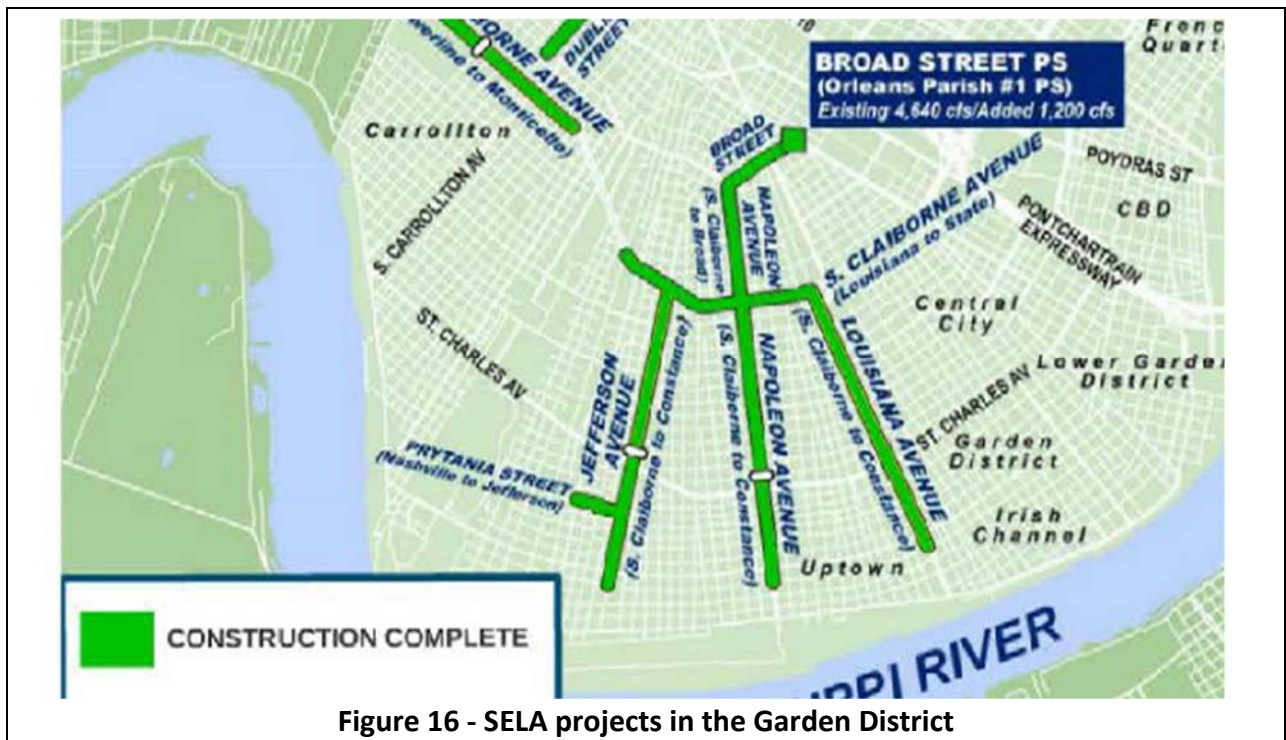 ORNE AVENUE
erline to Monticello)
DUBLI
STREET
Frenc
Quart
BROAD STREET PS
(Orleans Parish #1 PS)
Existing 4,640 cfs/Added 1,200 cfs
Carrollton
S. CARROLLTON AV
BROAD
STREET
NAPOLEON
AVENUE
(S. Claiborne
to Broad)
S. CLAIBORNE AVENUE
(Louisiana to State)
POYDRAS ST
CBD
PONTCHARTRAIN
EXPRESSWAY
Central
City
ST. CHARLES AV
JEFFERSON
AVENUE
(S. Claiborne to Constance)
NAPOLEON AVENUE
(S. Claiborne to Constance)
LOUISIANA AVENUE
(S. Claiborne to Constance)
ST. CHARLES AV
Lower Garden
District
Garden
District
PRYTANIA STREET
(Nashville to Jefferson)
Irish
Channel
Uptown
IPPI RIVER
CONSTRUCTION COMPLETE
Figure 16 - SELA projects in the Garden District